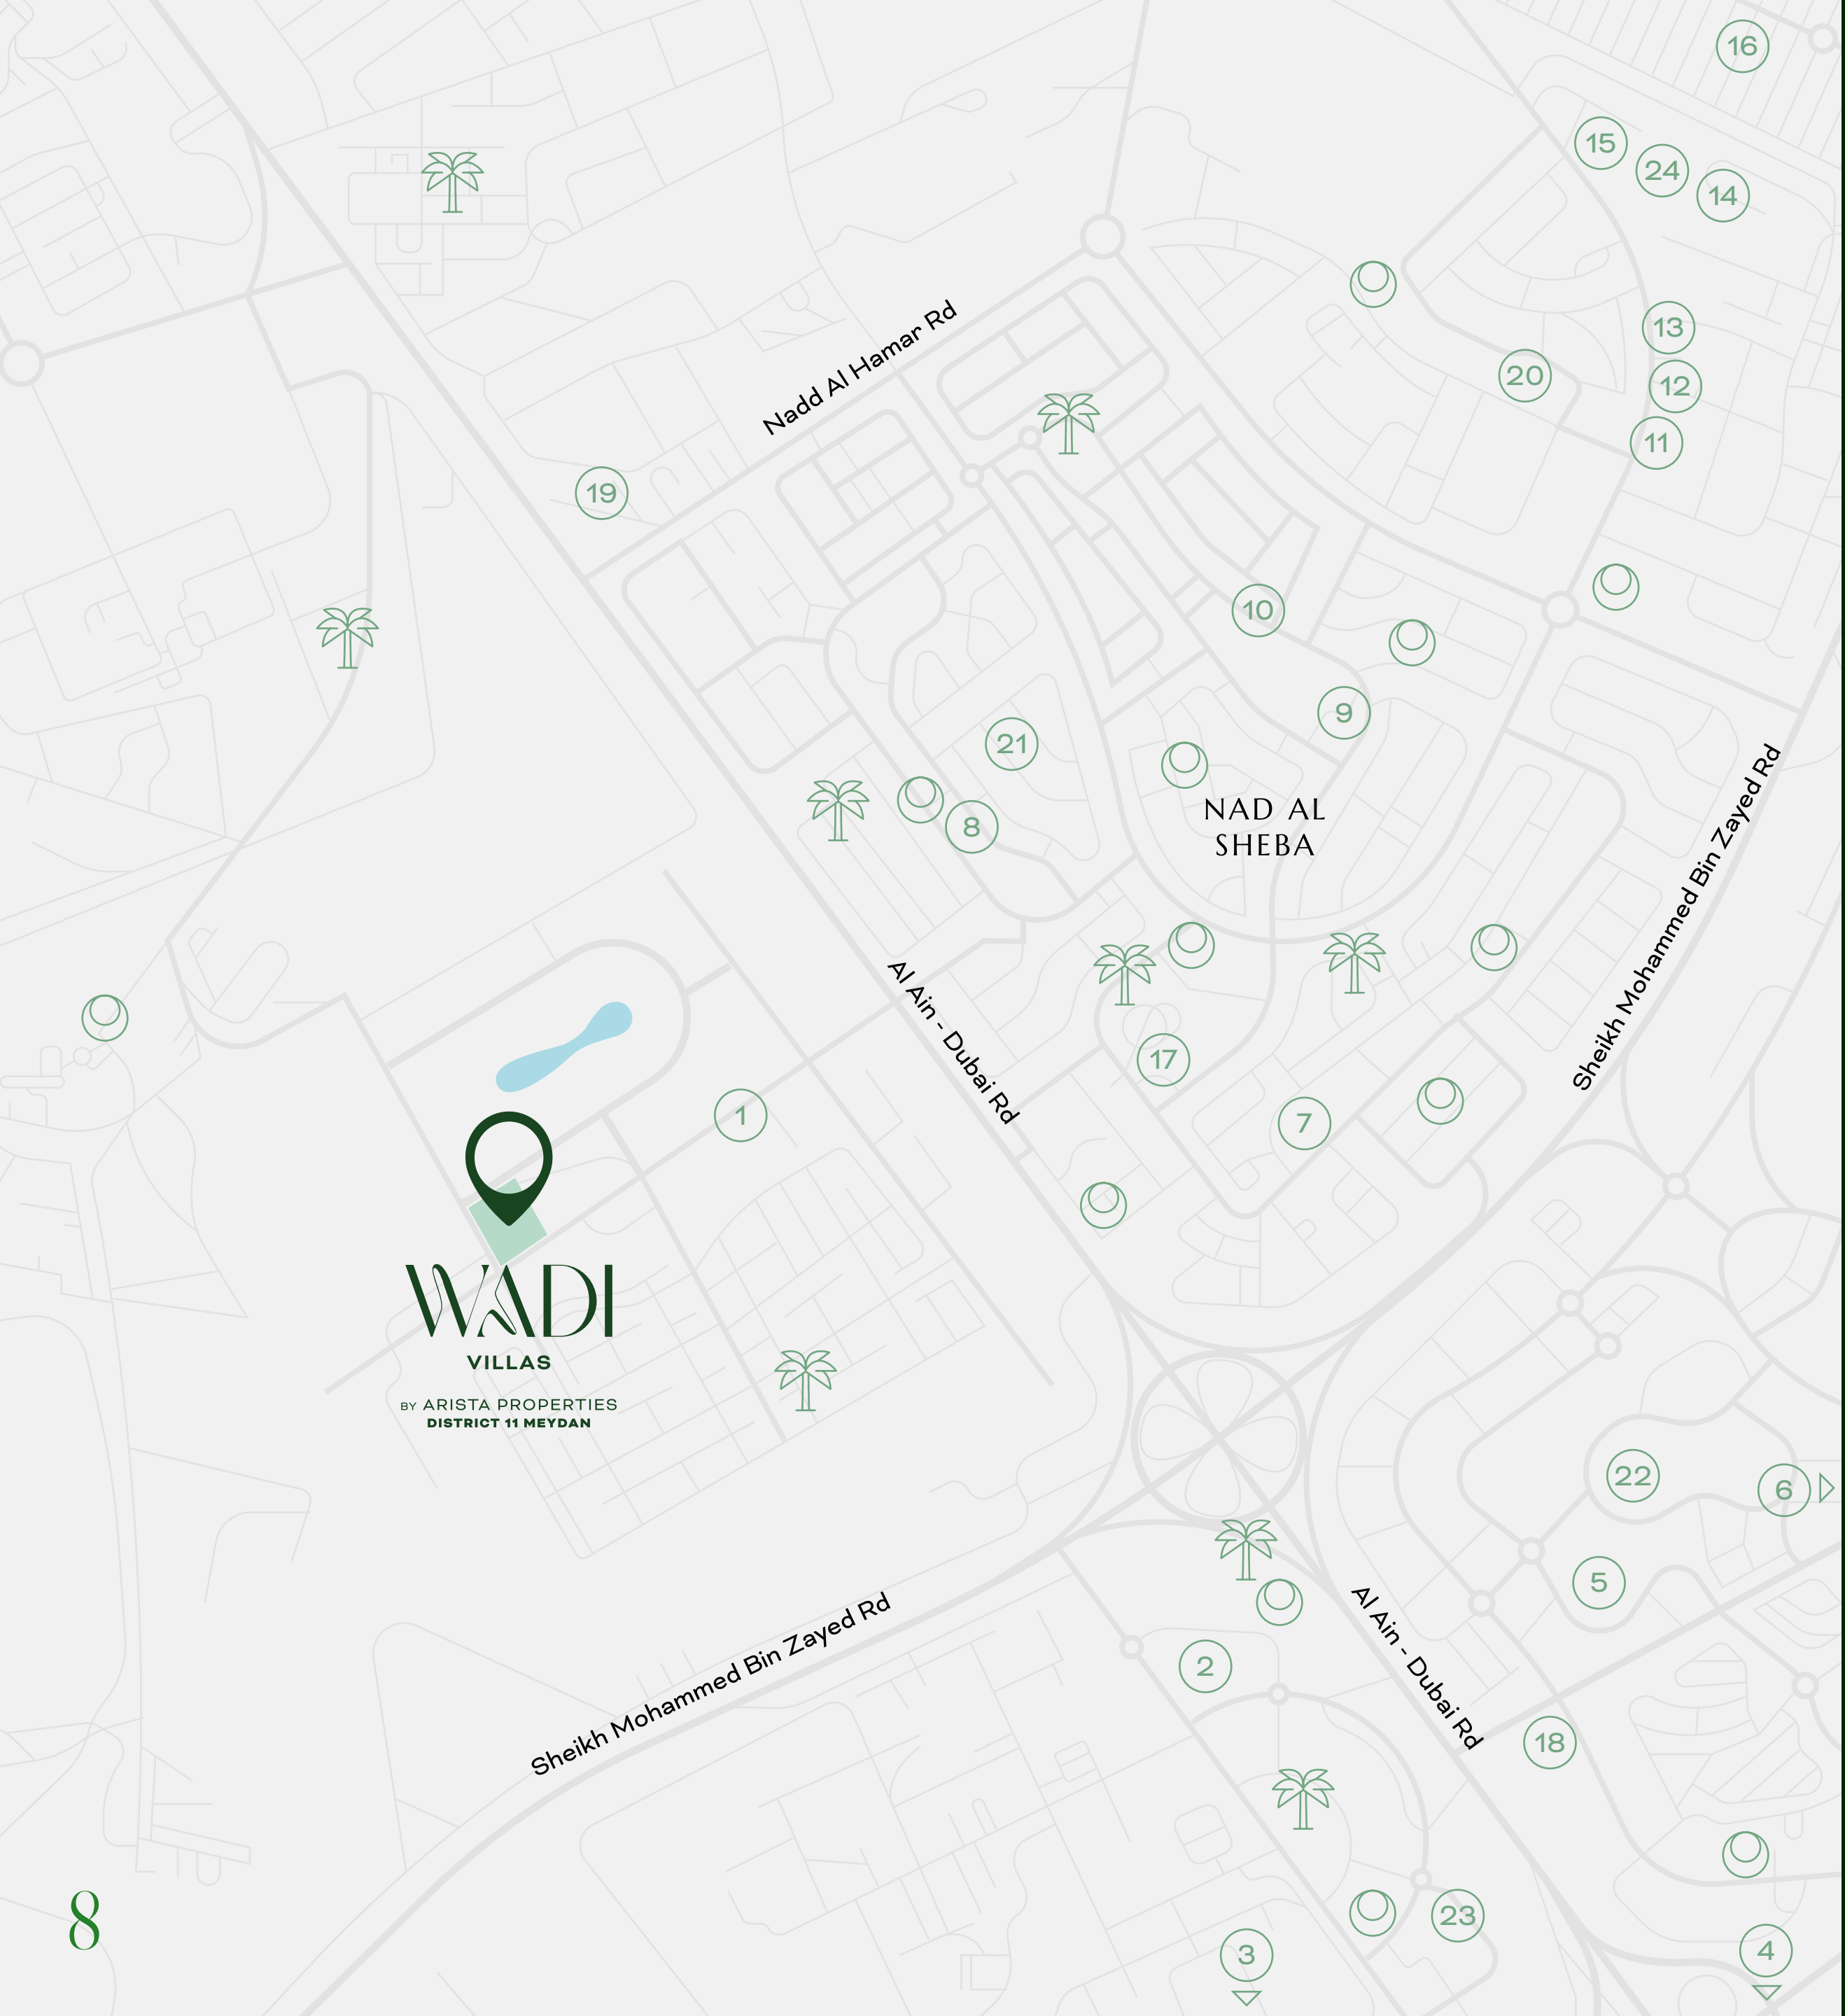 16
15
24
14
13
20
12
11
Nadd Al Hamar Rd
19
10
9
21
8
NAD AL
SHEBA
Sheikh Mohammed Bin Zayed Rd
Al Ain - Dubai Rd
17
1
7
WADI
VILLAS
BY ARISTA PROPERTIES
DISTRICT 11 MEYDAN
22
6
5
Al Ain - Dubai Rd
Sheikh Mohammed Bin Zayed Rd
2
18
8
23
3
4